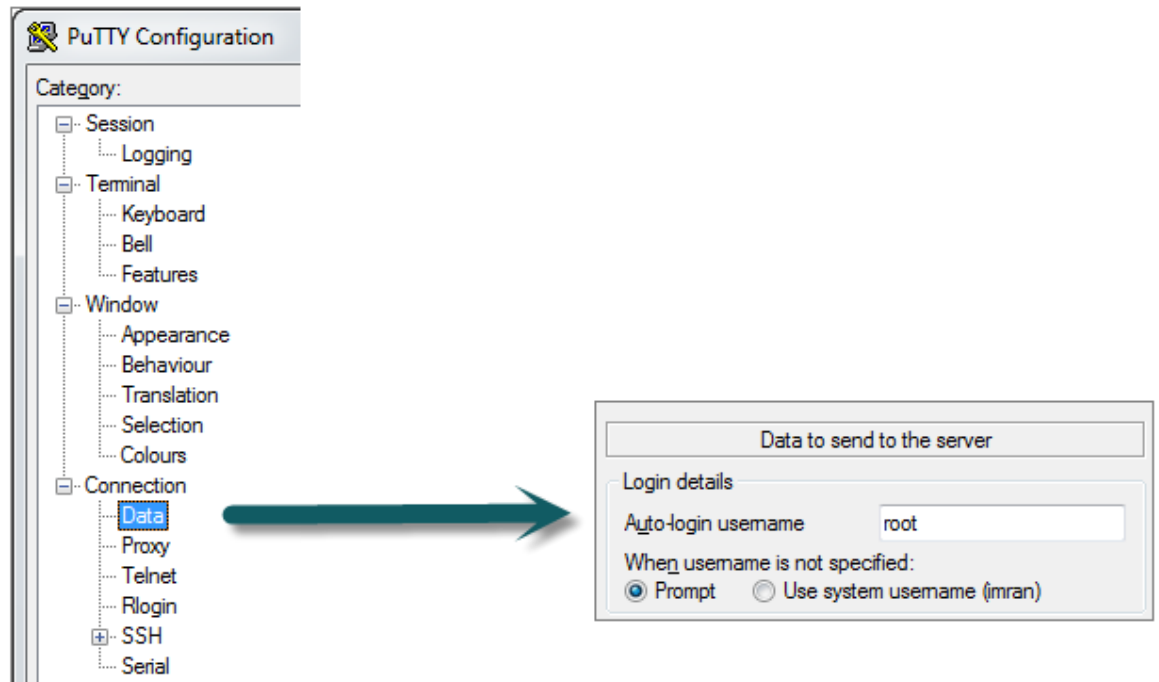 PuTTY Configuration
Category:
Session
Logging
Terminal
Keyboard
Bell
Features
Window
Appearance
Behaviour
Translation
Selection
Colours
Connection
Data
Proxy
Telnet
Rlogin
SSH
Serial
Data to send to the server
Login details
Auto-login username root
When username is not specified:
Prompt Use system username (imran)